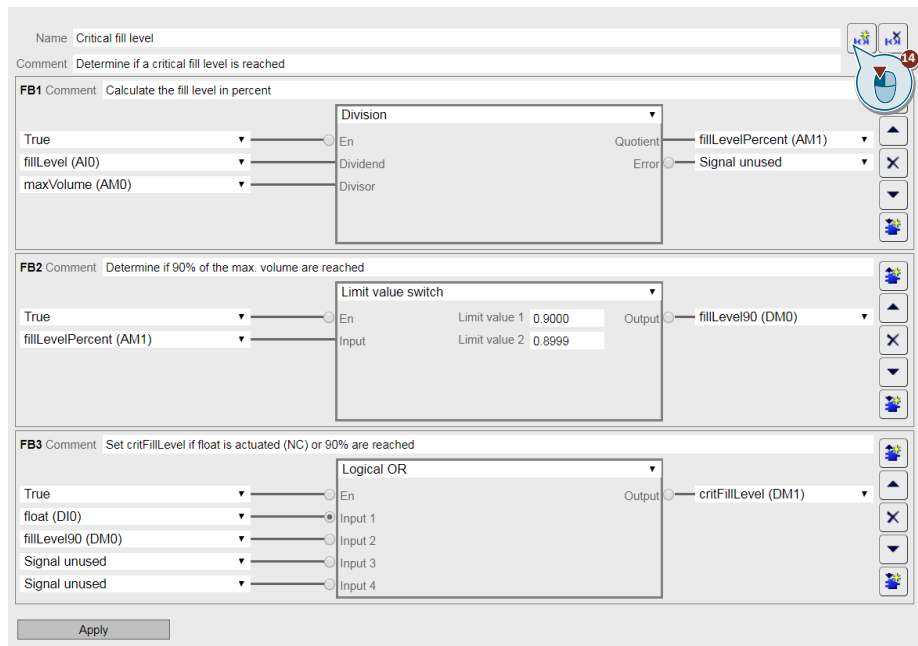 Name Critical fill level
14
Comment Determine if a critical fill level is reached
FB1 Comment Calculate the fill level in percent
Division
True En Quotient fillLevelPercent (AM1)
fillLevel (AI0) Dividend Error Signal unused
maxVolume (AM0) Divisor
FB2 Comment Determine if 90% of the max. volume are reached
Limit value switch
True En Limit value 1 0.9000 Output fillLevel90 (DM0)
fillLevelPercent (AM1) Input Limit value 2 0.8999
FB3 Comment Set critFillLevel if float is actuated (NC) or 90% are reached
Logical OR
True En Output critFillLevel (DM1)
float (DI0) Input 1
fillLevel90 (DM0) Input 2
Signal unused Input 3
Signal unused Input 4
Apply